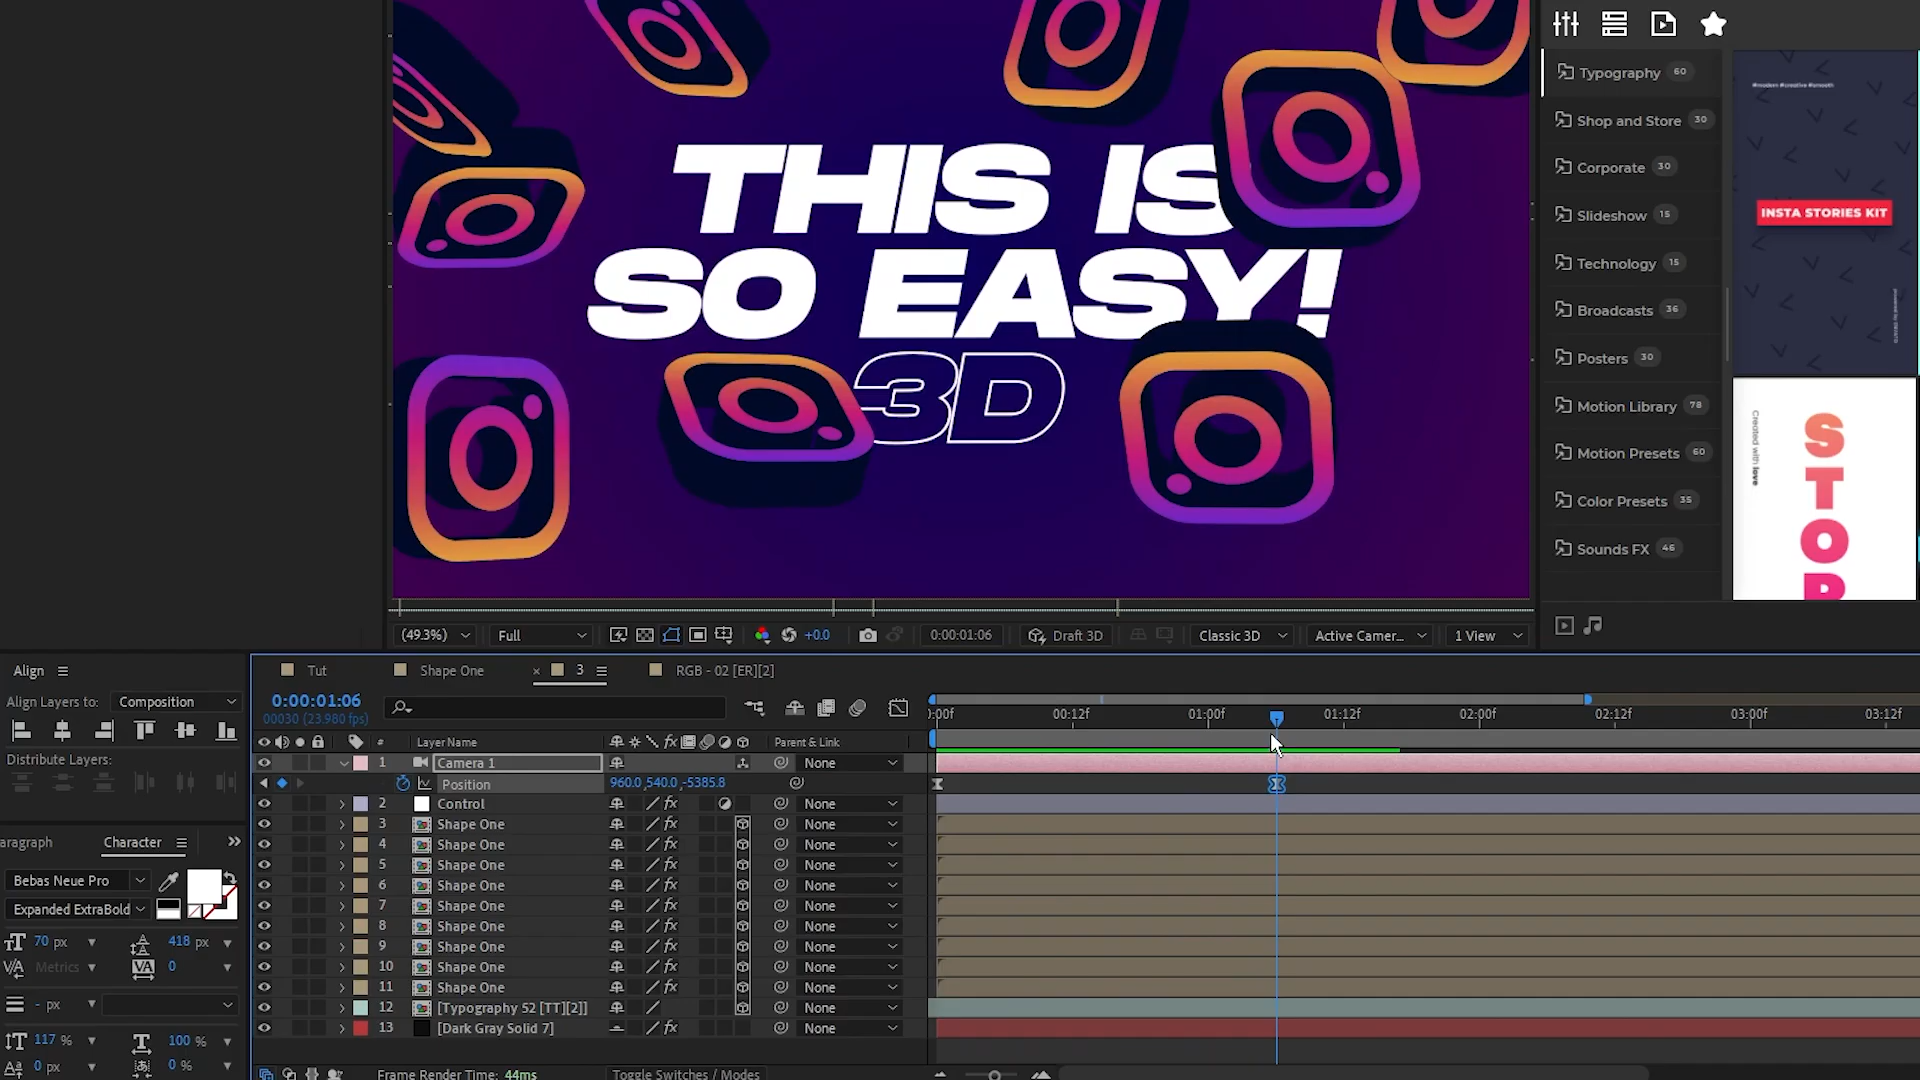 THIS IS
SO EASY!
3D
Typography 60
Shop and Store 30
Corporate 30
Slideshow 15
Technology 15
Broadcasts 36
Posters 30
Motion Library 78
Motion Presets 60
Color Presets 35
Sounds FX 46
#modern #creative #smooth
INSTA STORIES KIT
Created with love
STOP
(49.3%) Full +0.0 0:00:01:06 Draft 3D Classic 3D Active Camer... 1 View
Align
Align Layers to: Composition
Distribute Layers:
aragraph Character
Bebas Neue Pro
Expanded ExtraBold
70 px 418 px
Metrics 0
- px
117 % 100 %
0 px 0 %
Tut Shape One × 3 RGB - 02 [ER][2]
0:00:01:06
00030 (23.980 fps)
:00f 00:12f 01:00f 01:12f 02:00f 02:12f 03:00f 03:12f
# Layer Name Parent & Link
1 Camera 1 None
Position 960.0,540.0,-5385.8
2 Control None
3 Shape One None
4 Shape One None
5 Shape One None
6 Shape One None
7 Shape One None
8 Shape One None
9 Shape One None
10 Shape One None
11 Shape One None
12 [Typography 52 [TT][2]] None
13 [Dark Gray Solid 7] None
Frame Render Time: 44ms Toggle Switches / Modes